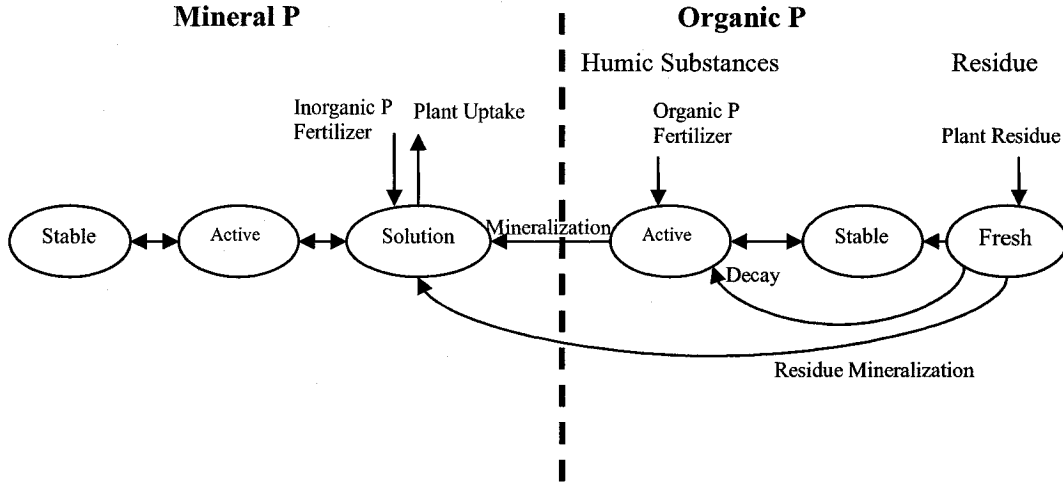 Mineral P
Organic P
Humic Substances
Residue
Inorganic P
Fertilizer
Plant Uptake
Organic P
Fertilizer
Plant Residue
Stable
Active
Solution
Mineralization
Active
Stable
Fresh
Decay
Residue Mineralization